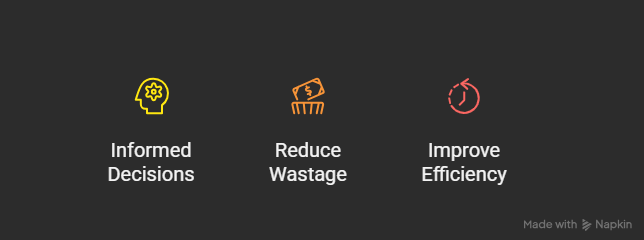 Informed
Decisions
Reduce
Wastage
Improve
Efficiency
Made with Napkin